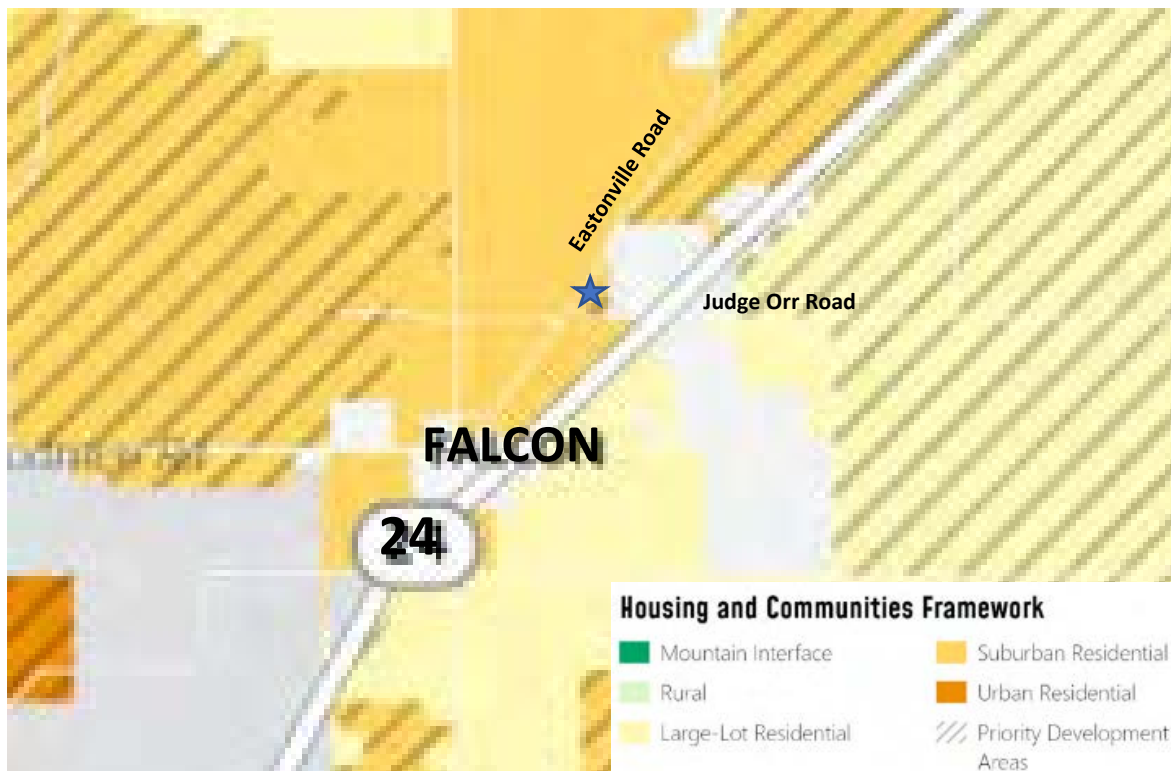 Eastonville Road
Judge Orr Road
FALCON
24
Housing and Communities Framework
Mountain Interface
Rural
Large-Lot Residential
Suburban Residential
Urban Residential
Priority Development
Areas